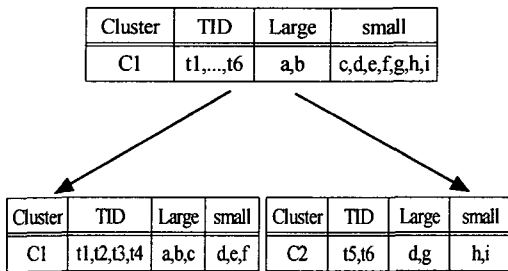 Cluster TID Large small
C1 t1,...,t6 a,b c,d,e,f,g,h,i
Cluster TID Large small Cluster TID Large small
C1 t1,t2,t3,t4 a,b,c d,e,f C2 t5,t6 d,g h,i